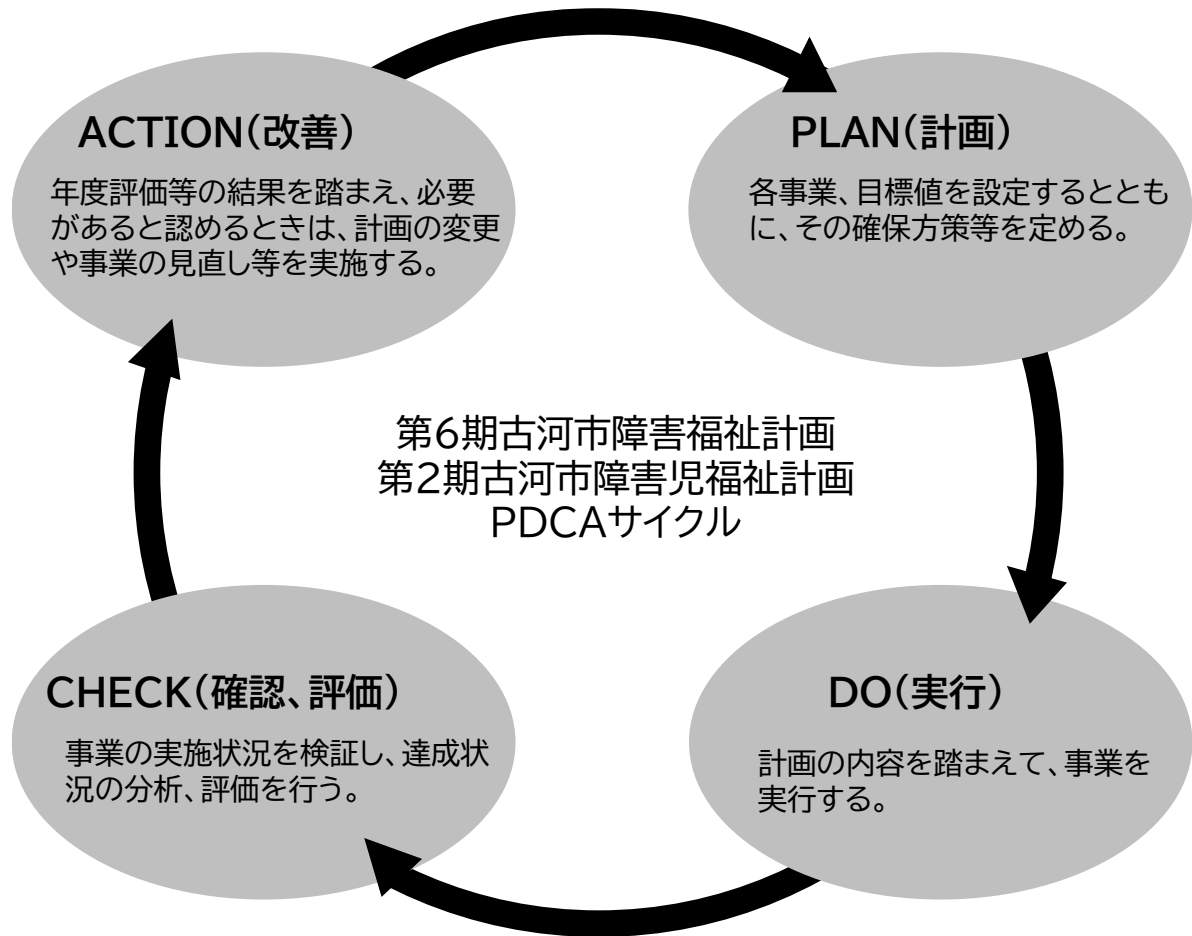 ACTION(改善)
年度評価等の結果を踏まえ、必要
があると認めるときは、計画の変更
や事業の見直し等を実施する。
PLAN(計画)
各事業、目標値を設定するととも
に、その確保方策等を定める。
第6期古河市障害福祉計画
第2期古河市障害児福祉計画
PDCAサイクル
CHECK(確認、評価)
事業の実施状況を検証し、達成状
況の分析、評価を行う。
DO(実行)
計画の内容を踏まえて、事業を
実行する。